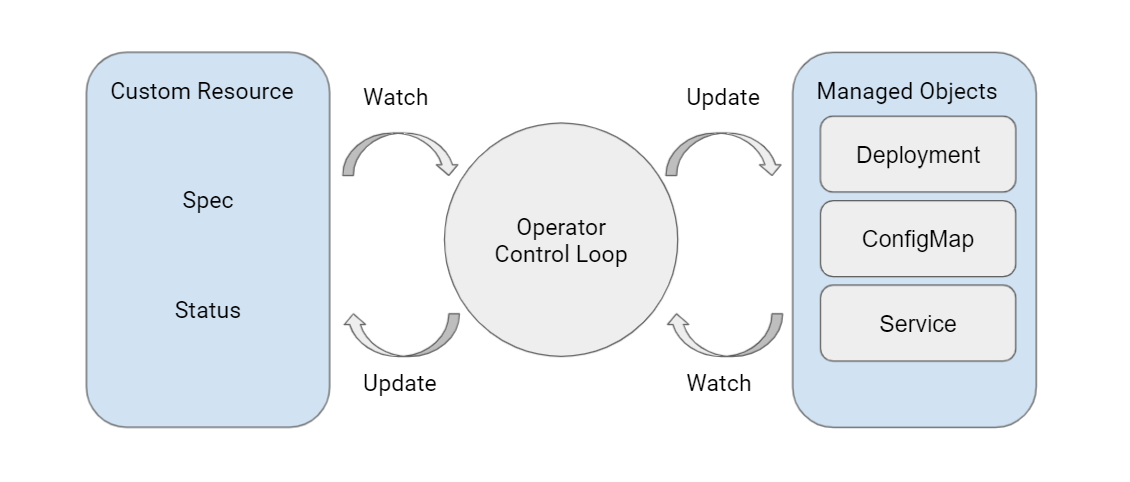 Custom Resource
Spec
Status
Watch
Update
Operator
Control Loop
Update
Watch
Managed Objects
Deployment
ConfigMap
Service